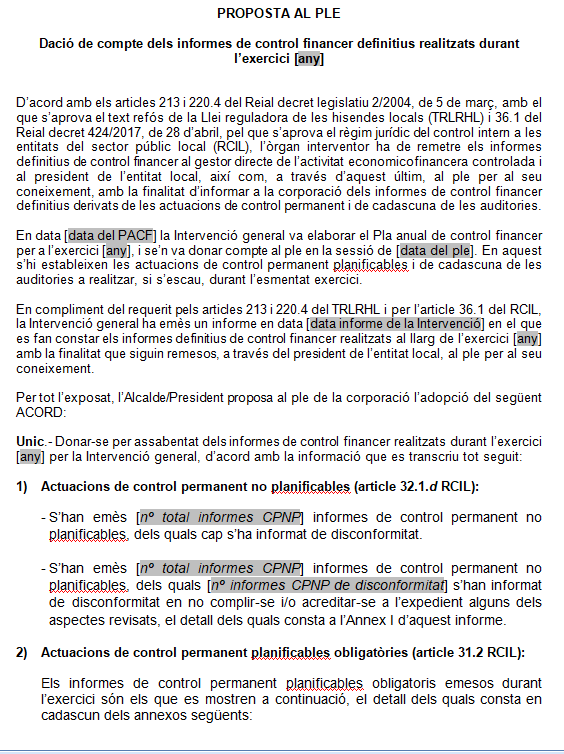 PROPOSTA AL PLE
Dació de compte dels informes de control financer definitius realitzats durant
l'exercici [any]
D'acord amb els articles 213 i 220.4 del Reial decret legislatiu 2/2004, de 5 de març, amb el
que s'aprova el text refós de la Llei reguladora de les hisendes locals (TRLRHL) i 36.1 del
Reial decret 424/2017, de 28 d'abril, pel que s'aprova el règim jurídic del control intern a les
entitats del sector públic local (RCIL), l'òrgan interventor ha de remetre els informes
definitius de control financer al gestor directe de l'activitat economicofinancera controlada i
al president de l'entitat local, així com, a través d'aquest últim, al ple per al seu
coneixement, amb la finalitat d'informar a la corporació dels informes de control financer
definitius derivats de les actuacions de control permanent i de cadascuna de les auditories.
En data [data del PACF] la Intervenció general va elaborar el Pla anual de control financer
per a l'exercici [any], i se'n va donar compte al ple en la sessió de [data del ple]. En aquest
s'hi estableixen les actuacions de control permanent planificables i de cadascuna de les
auditories a realitzar, si s'escau, durant l'esmentat exercici.
En compliment del requerit pels articles 213 i 220.4 del TRLRHL i per l'article 36.1 del RCIL,
la Intervenció general ha emès un informe en data [data informe de la Intervenció] en el que
es fan constar els informes definitius de control financer realitzats al llarg de l'exercici [any]
amb la finalitat que siguin remesos, a través del president de l'entitat local, al ple per al seu
coneixement.
Per tot l'exposat, l'Alcalde/President proposa al ple de la corporació l'adopció del següent
ACORD:
Unic.- Donar-se per assabentat dels informes de control financer realitzats durant l'exercici
[any] per la Intervenció general, d'acord amb la informació que es transcriu tot seguit:
1) Actuacions de control permanent no planificables (article 32.1.d RCIL):
- S'han emès [nº total informes CPNP] informes de control permanent no
planificables, dels quals cap s'ha informat de disconformitat.
- S'han emès [nº total informes CPNP] informes de control permanent no
planificables, dels quals [nº informes CPNP de disconformitat] s'han informat
de disconformitat en no complir-se i/o acreditar-se a l'expedient alguns dels
aspectes revisats, el detall dels quals consta a l'Annex I d'aquest informe.
2) Actuacions de control permanent planificables obligatòries (article 31.2 RCIL):
Els informes de control permanent planificables obligatoris emesos durant
l'exercici són els que es mostren a continuació, el detall dels quals consta en
cadascun dels annexos següents: